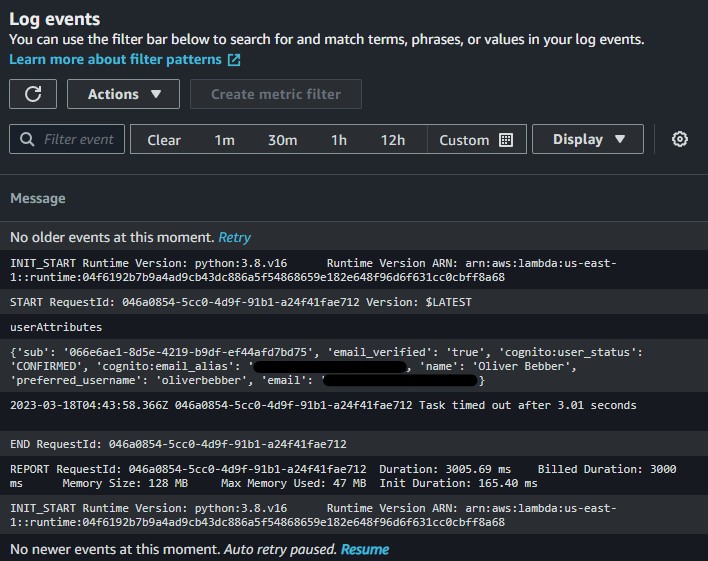 Log events
You can use the filter bar below to search for and match terms, phrases, or values in your log events.
Learn more about filter patterns
Actions
Create metric filter
Filter event
Clear 1m 30m 1h 12h Custom Display
Message
No older events at this moment. Retry
INIT_START Runtime Version: python:3.8.v16 Runtime Version ARN: arn:aws:lambda:us-east-
1::runtime:04f6192b7b9a4ad9cb43dc886a5f54868659e182e648f96d6f631cc0cbff8a68
START RequestId: 046a0854-5cc0-4d9f-91b1-a24f41fae712 Version: $LATEST
userAttributes
{'sub': '066e6ae1-8d5e-4219-b9df-ef44afd7bd75', 'email_verified': 'true', 'cognito:user_status':
'CONFIRMED', 'cognito:email_alias': ' , 'name': 'Oliver Bebber',
'preferred_username': 'oliverbebber', 'email': ' }
2023-03-18T04:43:58.366Z 046a0854-5cc0-4d9f-91b1-a24f41fae712 Task timed out after 3.01 seconds
END RequestId: 046a0854-5cc0-4d9f-91b1-a24f41fae712
REPORT RequestId: 046a0854-5cc0-4d9f-91b1-a24f41fae712 Duration: 3005.69 ms Billed Duration: 3000
ms Memory Size: 128 MB Max Memory Used: 47 MB Init Duration: 165.40 ms
INIT_START Runtime Version: python:3.8.v16 Runtime Version ARN: arn:aws:lambda:us-east-
1::runtime:04f6192b7b9a4ad9cb43dc886a5f54868659e182e648f96d6f631cc0cbff8a68
No newer events at this moment. Auto retry paused. Resume